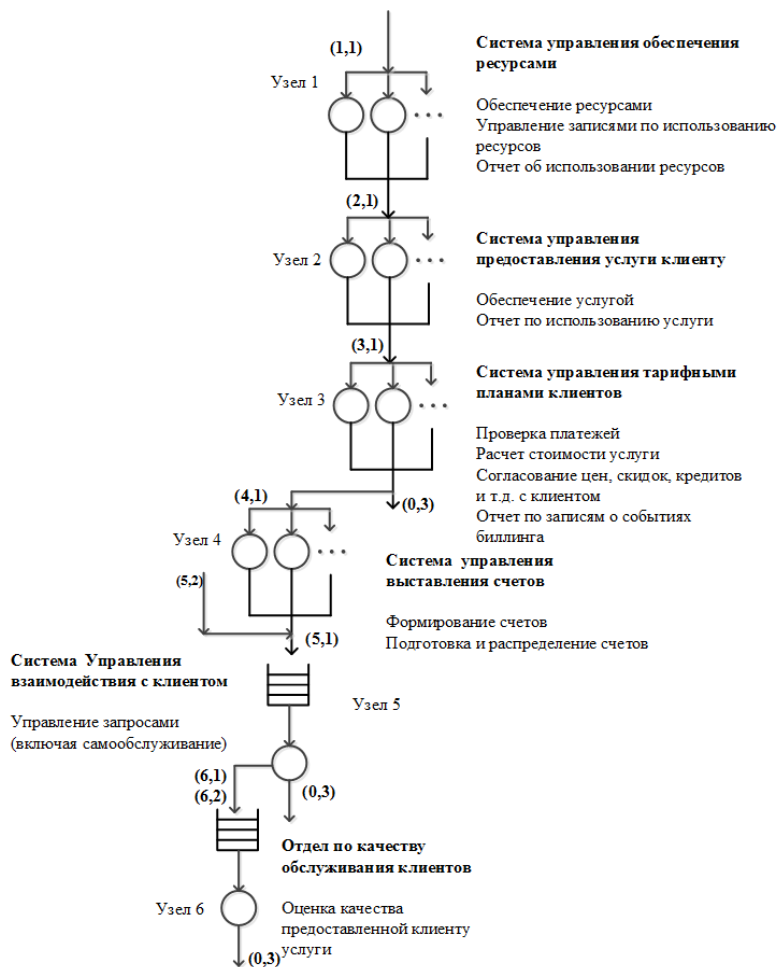 (1,1)
Узел 1
Система управления обеспечения
ресурсами
Обеспечение ресурсами
Управление записями по использованию
ресурсов
Отчет об использовании ресурсов
(2,1)
Узел 2
Система управления
предоставления услуги клиенту
Обеспечение услугой
Отчет по использованию услуги
(3,1)
Узел 3
Система управления тарифными
планами клиентов
Проверка платежей
Расчет стоимости услуги
Согласование цен, скидок, кредитов
и т.д. с клиентом
Отчет по записям о событиях
биллинга
(4,1)
(0,3)
Узел 4
(5,2)
Система управления
выставления счетов
Формирование счетов
Подготовка и распределение счетов
(5,1)
Система Управления
взаимодействия с клиентом
Узел 5
Управление запросами
(включая самообслуживание)
(6,1)
(6,2)
(0,3)
Отдел по качеству
обслуживания клиентов
Узел 6
Оценка качества
предоставленной клиенту
услуги
(0,3)